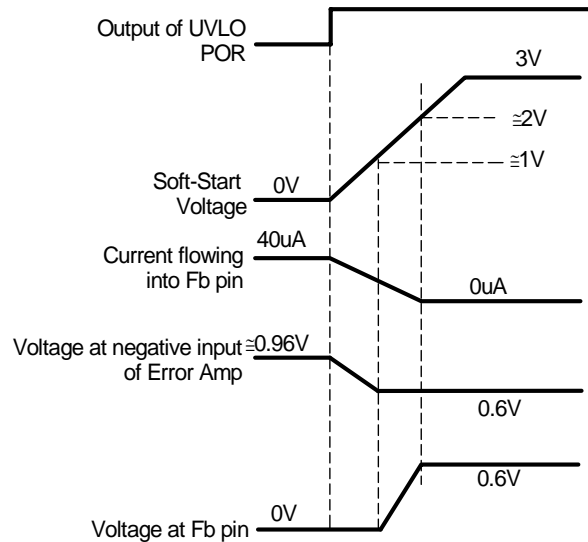 Output of UVLO
POR
3V
≅2V
≅1V
0V
Soft-Start
Voltage
40uA
Current flowing
into Fb pin
0uA
Voltage at negative input
of Error Amp
≅0.96V
0.6V
0.6V
0V
Voltage at Fb pin